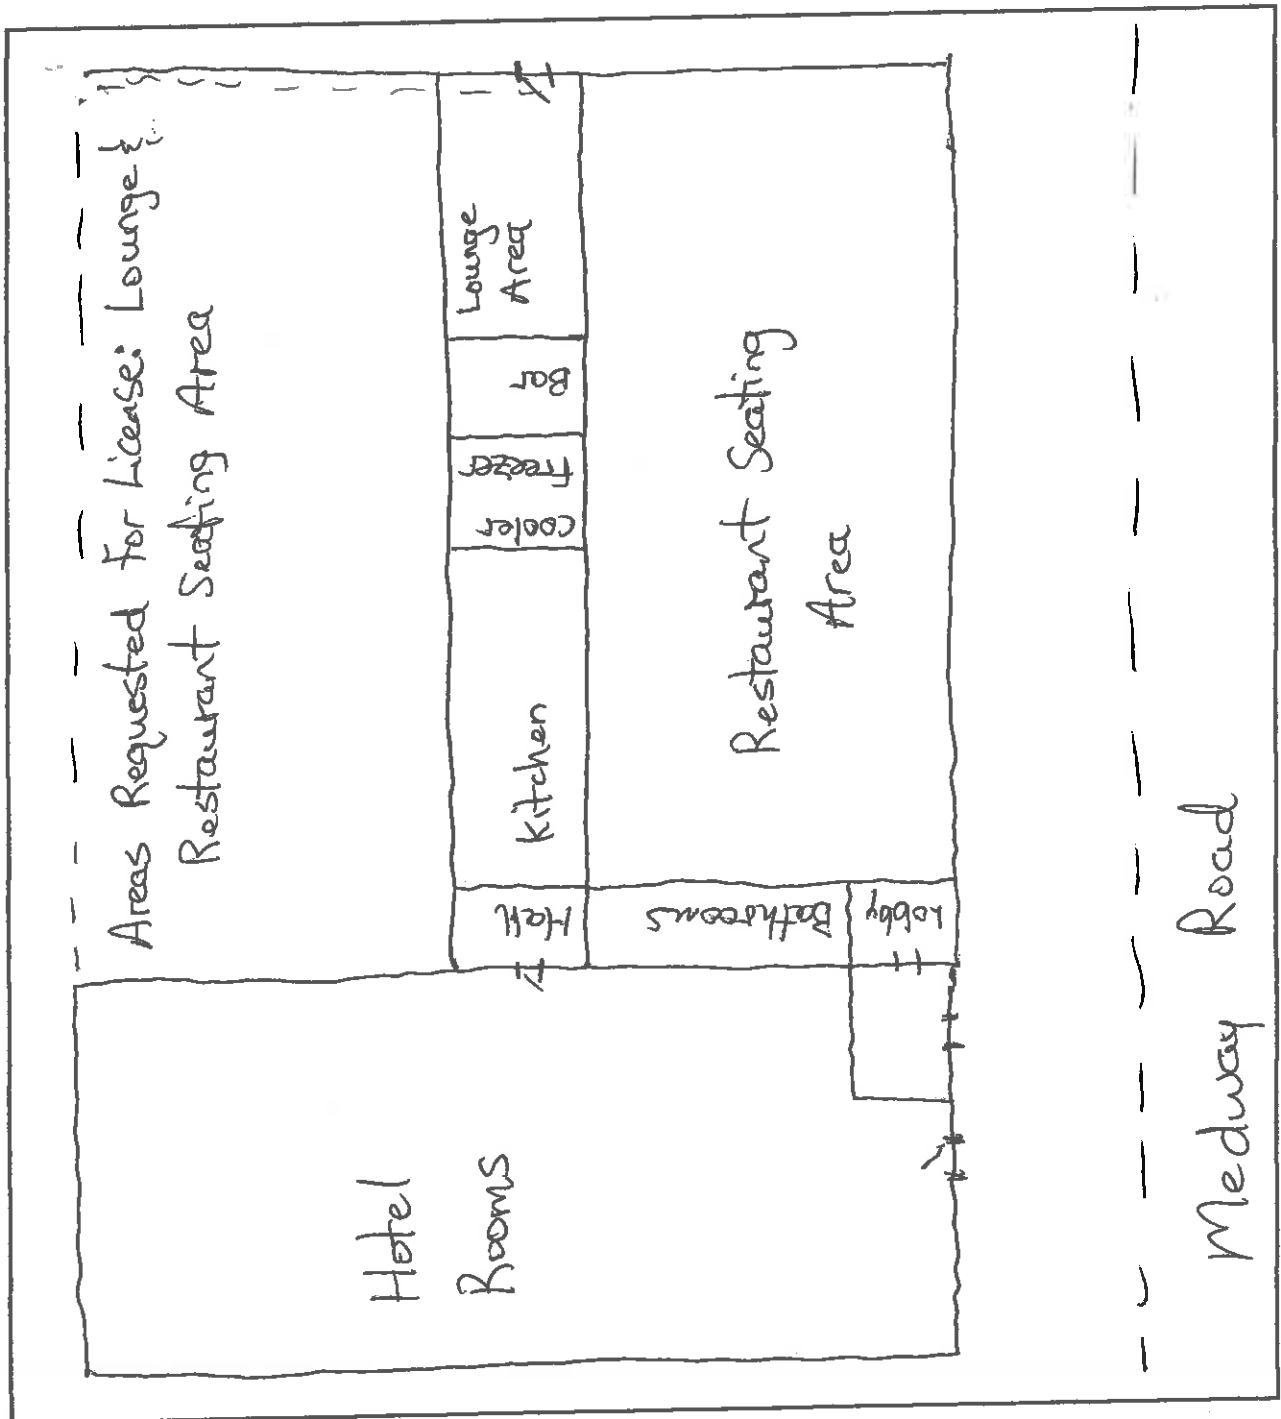 Areas Requested For License: Lounge &
Restaurant Seating Area
Lounge
Area
Bar
Freezer
Cooler
Kitchen
Hall
Bathrooms
Lobby
Restaurant Seating
Area
Hotel
Rooms
Medway Road